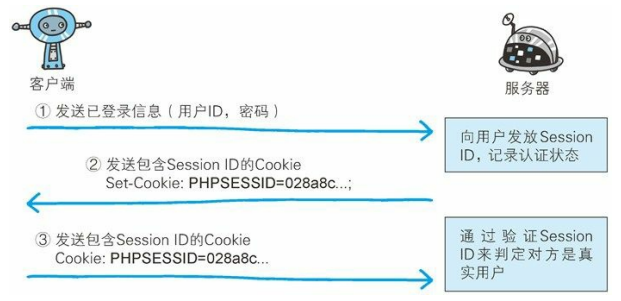 客户端
服务器
① 发送已登录信息（用户ID，密码）
向用户发放Session
ID，记录认证状态
② 发送包含Session ID的Cookie
Set-Cookie: PHPSESSID=028a8c…;
③ 发送包含Session ID的Cookie
Cookie: PHPSESSID=028a8c…
通过验证Session
ID来判定对方是真
实用户